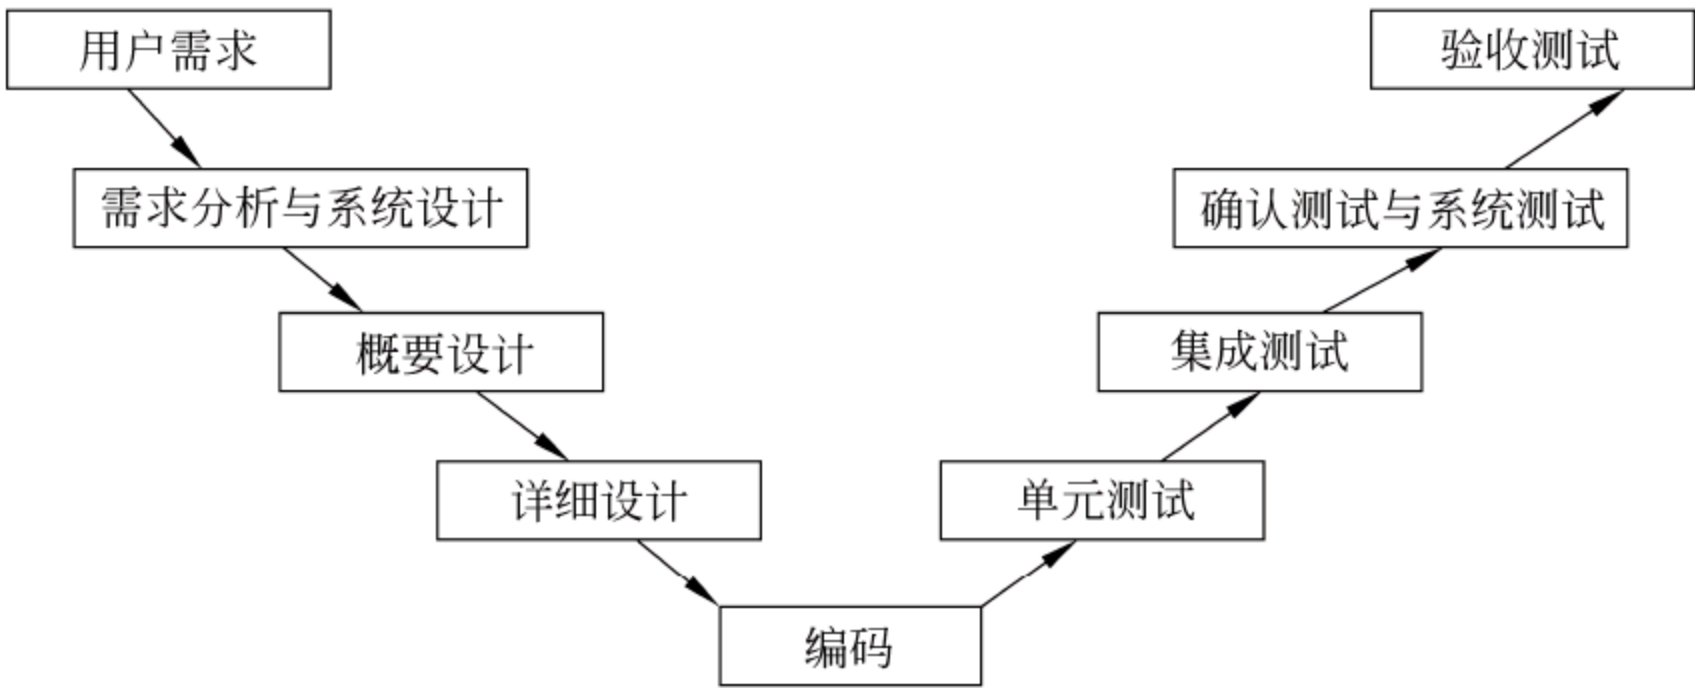 用户需求
验收测试
需求分析与系统设计
确认测试与系统测试
概要设计
集成测试
详细设计
单元测试
编码